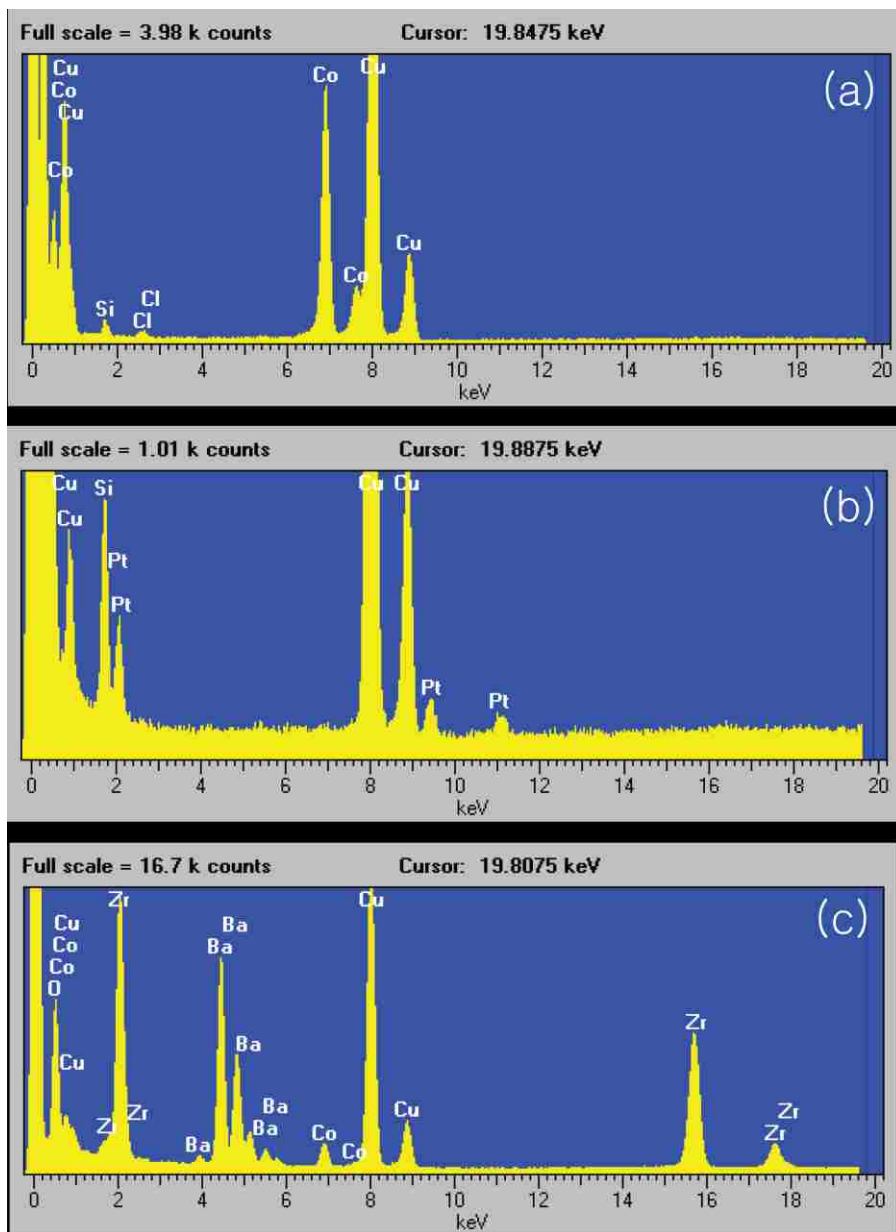 Full scale = 3.98 k counts Cursor: 19.8475 keV
(a)
Cu
Co
Cu
Co
Si
Cl
Cl
Co
Co
Cu
Cu
0 2 4 6 8 10 12 14 16 18 20
keV
Full scale = 1.01 k counts Cursor: 19.8875 keV
(b)
Cu
Cu
Si
Pt
Pt
Cu
Cu
Pt
Pt
0 2 4 6 8 10 12 14 16 18 20
keV
Full scale = 16.7 k counts Cursor: 19.8075 keV
(c)
Cu
Co
Co
O
Cu
Zr
Zr
Zr
Ba
Ba
Ba
Ba
Ba
Ba
Co
Co
Cu
Cu
Zr
Zr
Zr
0 2 4 6 8 10 12 14 16 18 20
keV